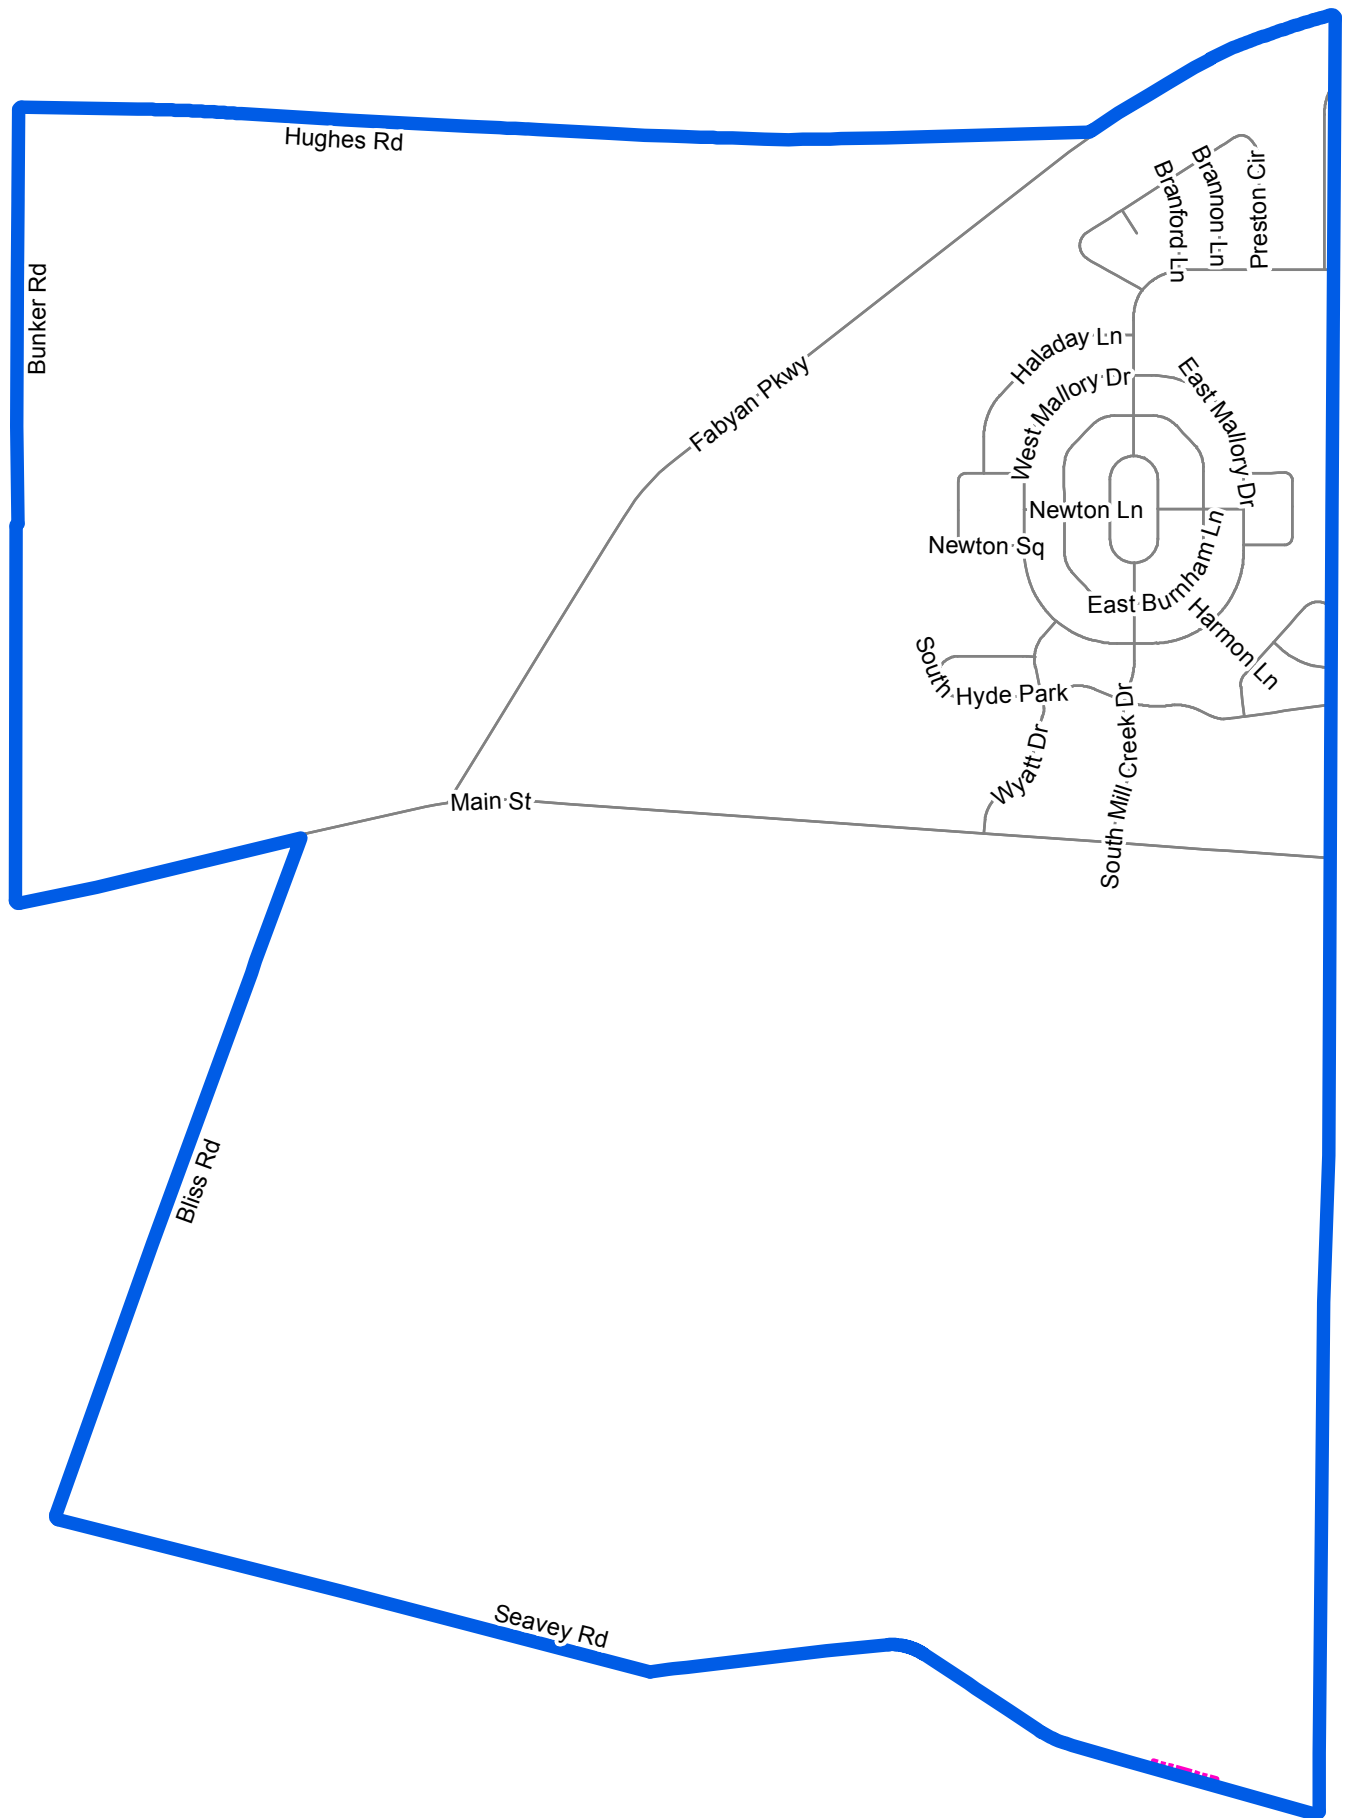 Hughes Rd
Preston Cir
Brannon Ln
Branford Ln
Bunker Rd
Haladay Ln
East Mallory Dr
West Mallory Dr
Fabyan Pkwy
Newton Ln
Newton Sq
East Burnham Ln
Harmon Ln
South Hyde Park
Wyatt Dr
South Mill Creek Dr
Main St
Bliss Rd
Seavey Rd